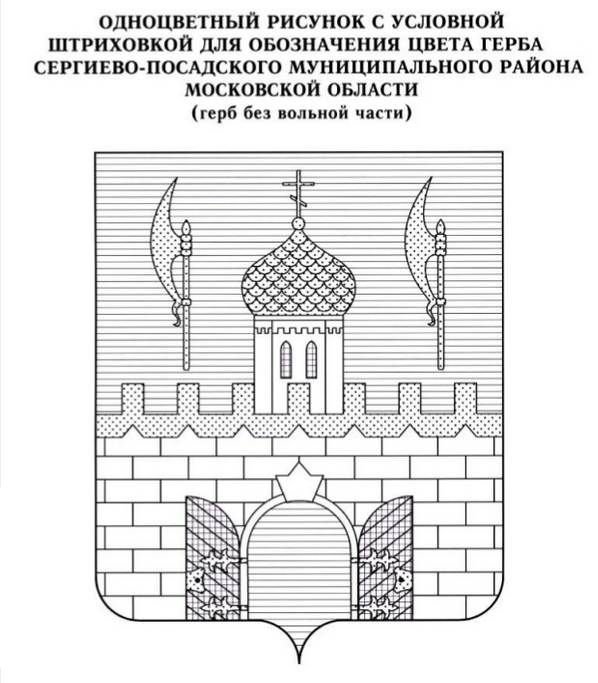 ОДНОЦВЕТНЫЙ РИСУНОК С УСЛОВНОЙ
ШТРИХОВКОЙ ДЛЯ ОБОЗНАЧЕНИЯ ЦВЕТА ГЕРБА
СЕРГИЕВО-ПОСАДСКОГО МУНИЦИПАЛЬНОГО РАЙОНА
МОСКОВСКОЙ ОБЛАСТИ
(герб без вольной части)